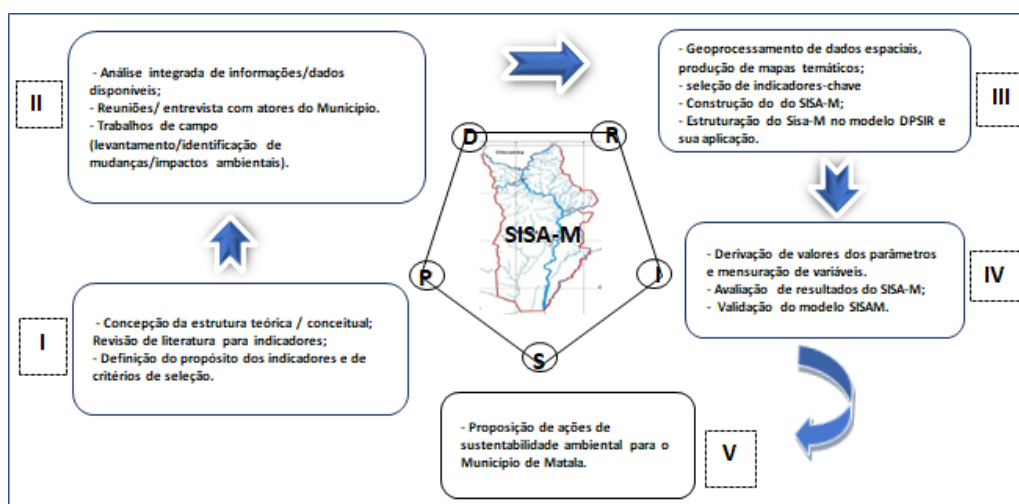 II
- Análise integrada de informações/dados
disponíveis;
- Reuniões/ entrevista com atores do Município.
- Trabalhos de campo
(levantamento/identificação de
mudanças/impactos ambientais).
- Geoprocessamento de dados espaciais,
produção de mapas temáticos;
- seleção de indicadores-chave
- Construção do do SISA-M;
- Estruturação do Sisa-M no modelo DPSIR e
sua aplicação.
III
D
R
SISA-M
P
I
S
I
- Concepção da estrutura teórica / conceitual;
Revisão de literatura para indicadores;
- Definição do propósito dos indicadores e de
critérios de seleção.
- Derivação de valores dos parâmetros
e mensuração de variáveis.
- Avaliação de resultados do SISA-M;
- Validação do modelo SISAM.
IV
- Proposição de ações de
sustentabilidade ambiental para o
Município de Matala.
V